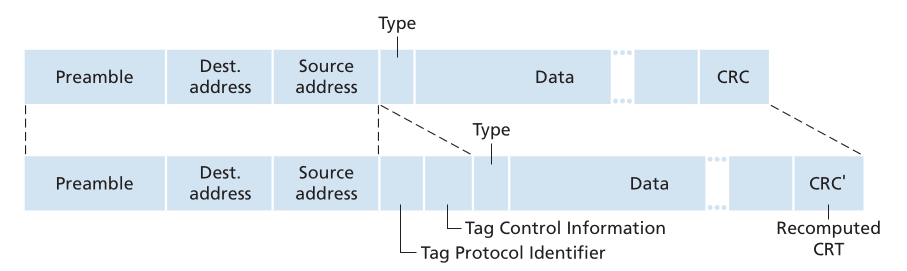 Type
Preamble
Dest.
address
Source
address
Data
CRC
Type
Preamble
Dest.
address
Source
address
Data
CRC'
Tag Control Information
Tag Protocol Identifier
Recomputed
CRT